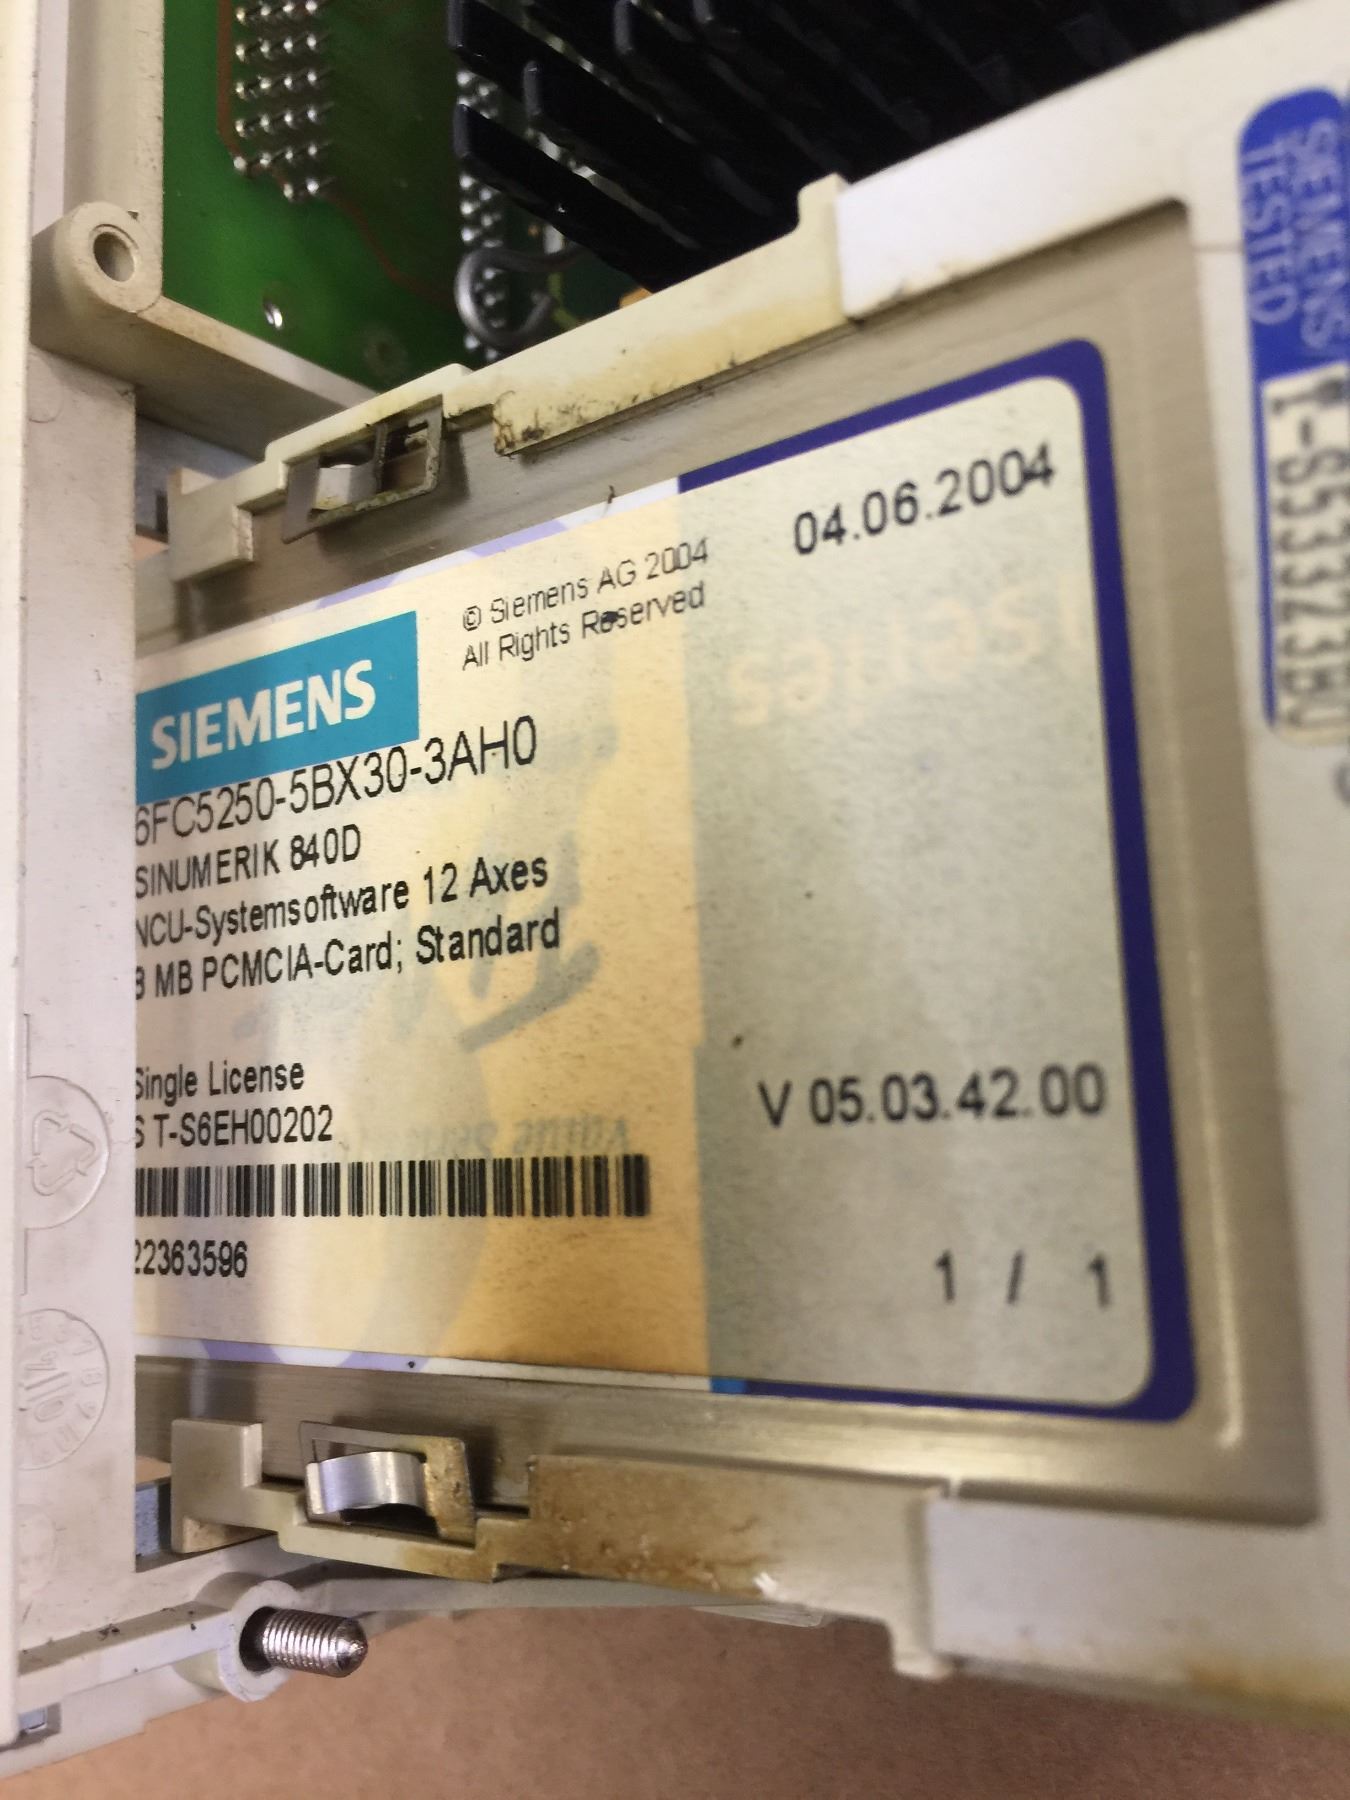 SIEMENS
TESTED
SIEMENS
© Siemens AG 2004
All Rights Reserved
04.06.2004
SIEMENS
6FC5250-5BX30-3AH0
SINUMERIK 840D
NCU-Systemsoftware 12 Axes
MB PCMCIA-Card; Standard
Single License
S T-S6EH00202
22363596
V 05.03.42.00
1 / 1